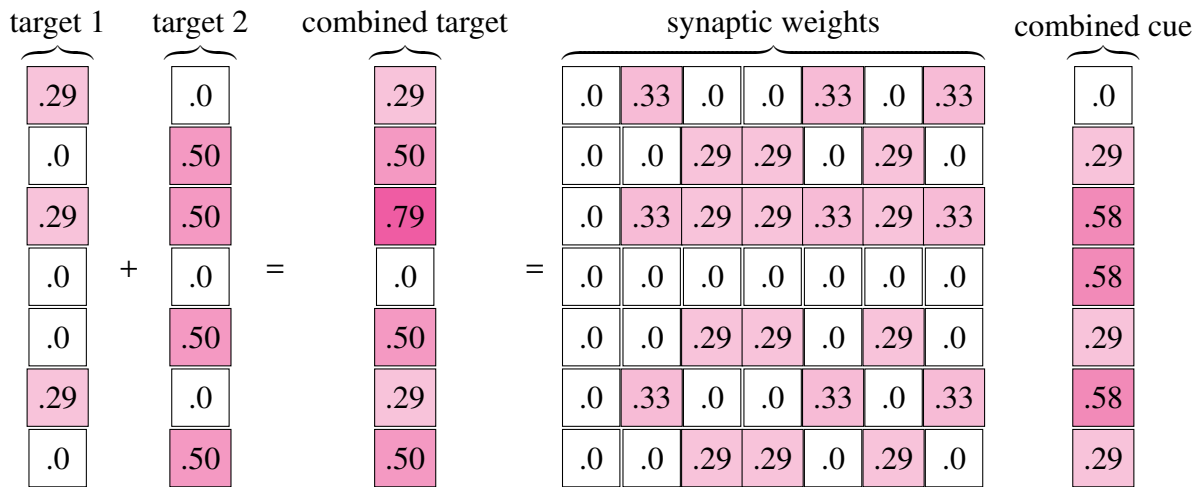 target 1 target 2 combined target synaptic weights combined cue
.29 .0 .29 .0 .33 .0 .0 .33 .0 .33 .0
.0 .50 .50 .0 .0 .29 .29 .0 .29 .0 .29
.29 .50 .79 .0 .33 .29 .29 .33 .29 .33 .58
.0 + .0 = .0 = .0 .0 .0 .0 .0 .0 .0 .58
.0 .50 .50 .0 .0 .29 .29 .0 .29 .0 .29
.29 .0 .29 .0 .33 .0 .0 .33 .0 .33 .58
.0 .50 .50 .0 .0 .29 .29 .0 .29 .0 .29